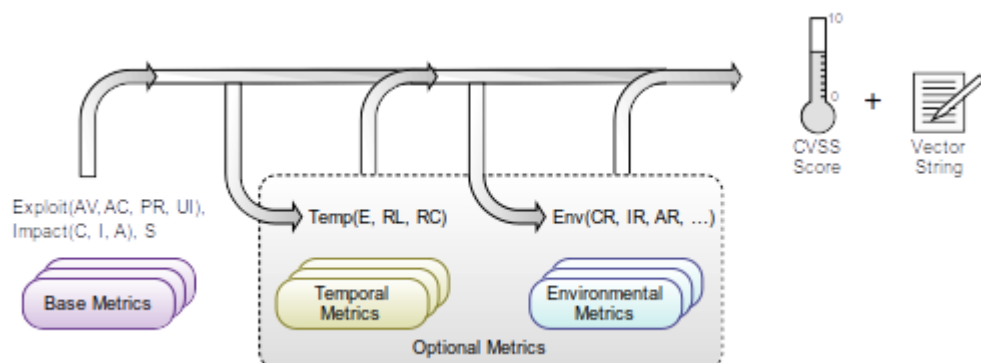 10
0
CVSS
Score
+
Vector
String
Exploit(AV, AC, PR, UI),
Impact(C, I, A), S
Temp(E, RL, RC)
Env(CR, IR, AR, ...)
Base Metrics
Temporal
Metrics
Environmental
Metrics
Optional Metrics